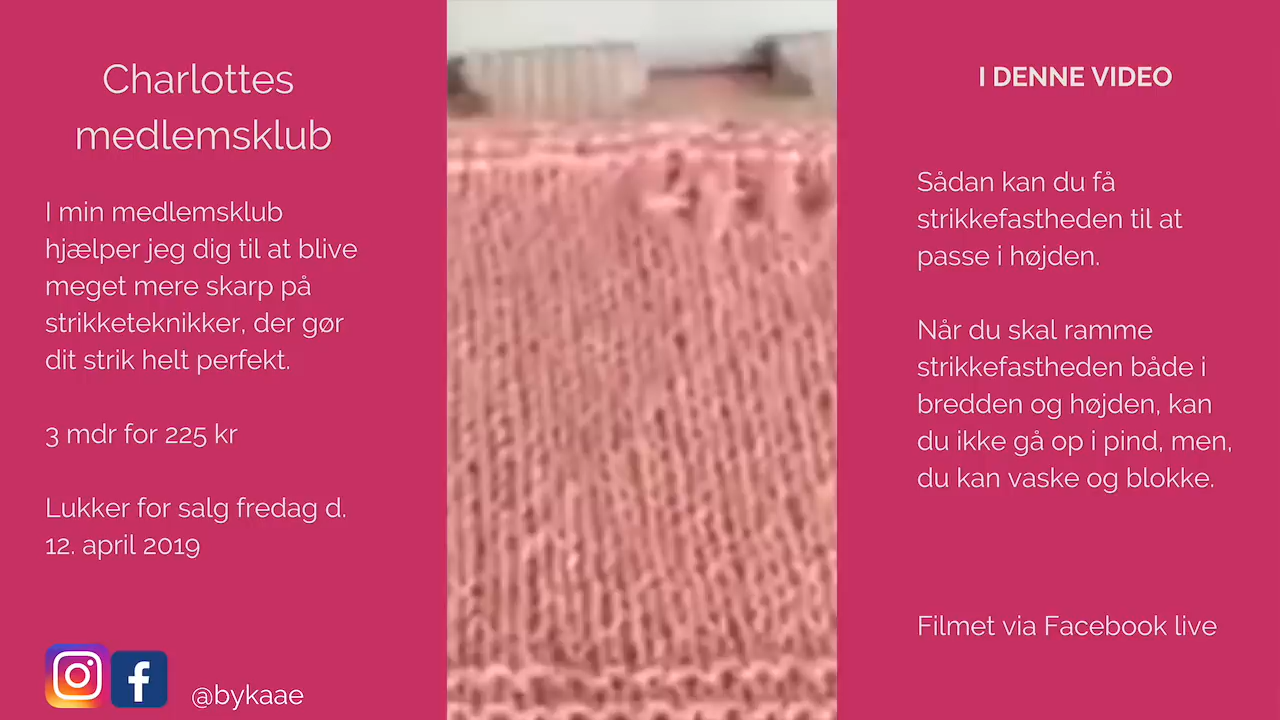 Charlottes
medlemsklub
I min medlemsklub
hjælper jeg dig til at blive
meget mere skarp på
strikketeknikker, der gør
dit strik helt perfekt.
3 mdr for 225 kr
Lukker for salg fredag d.
12. april 2019
@bykaae
I DENNE VIDEO
Sådan kan du få
strikkefastheden til at
passe i højden.
Når du skal ramme
strikkefastheden både i
bredden og højden, kan
du ikke gå op i pind, men,
du kan vaske og blokke.
Filmet via Facebook live